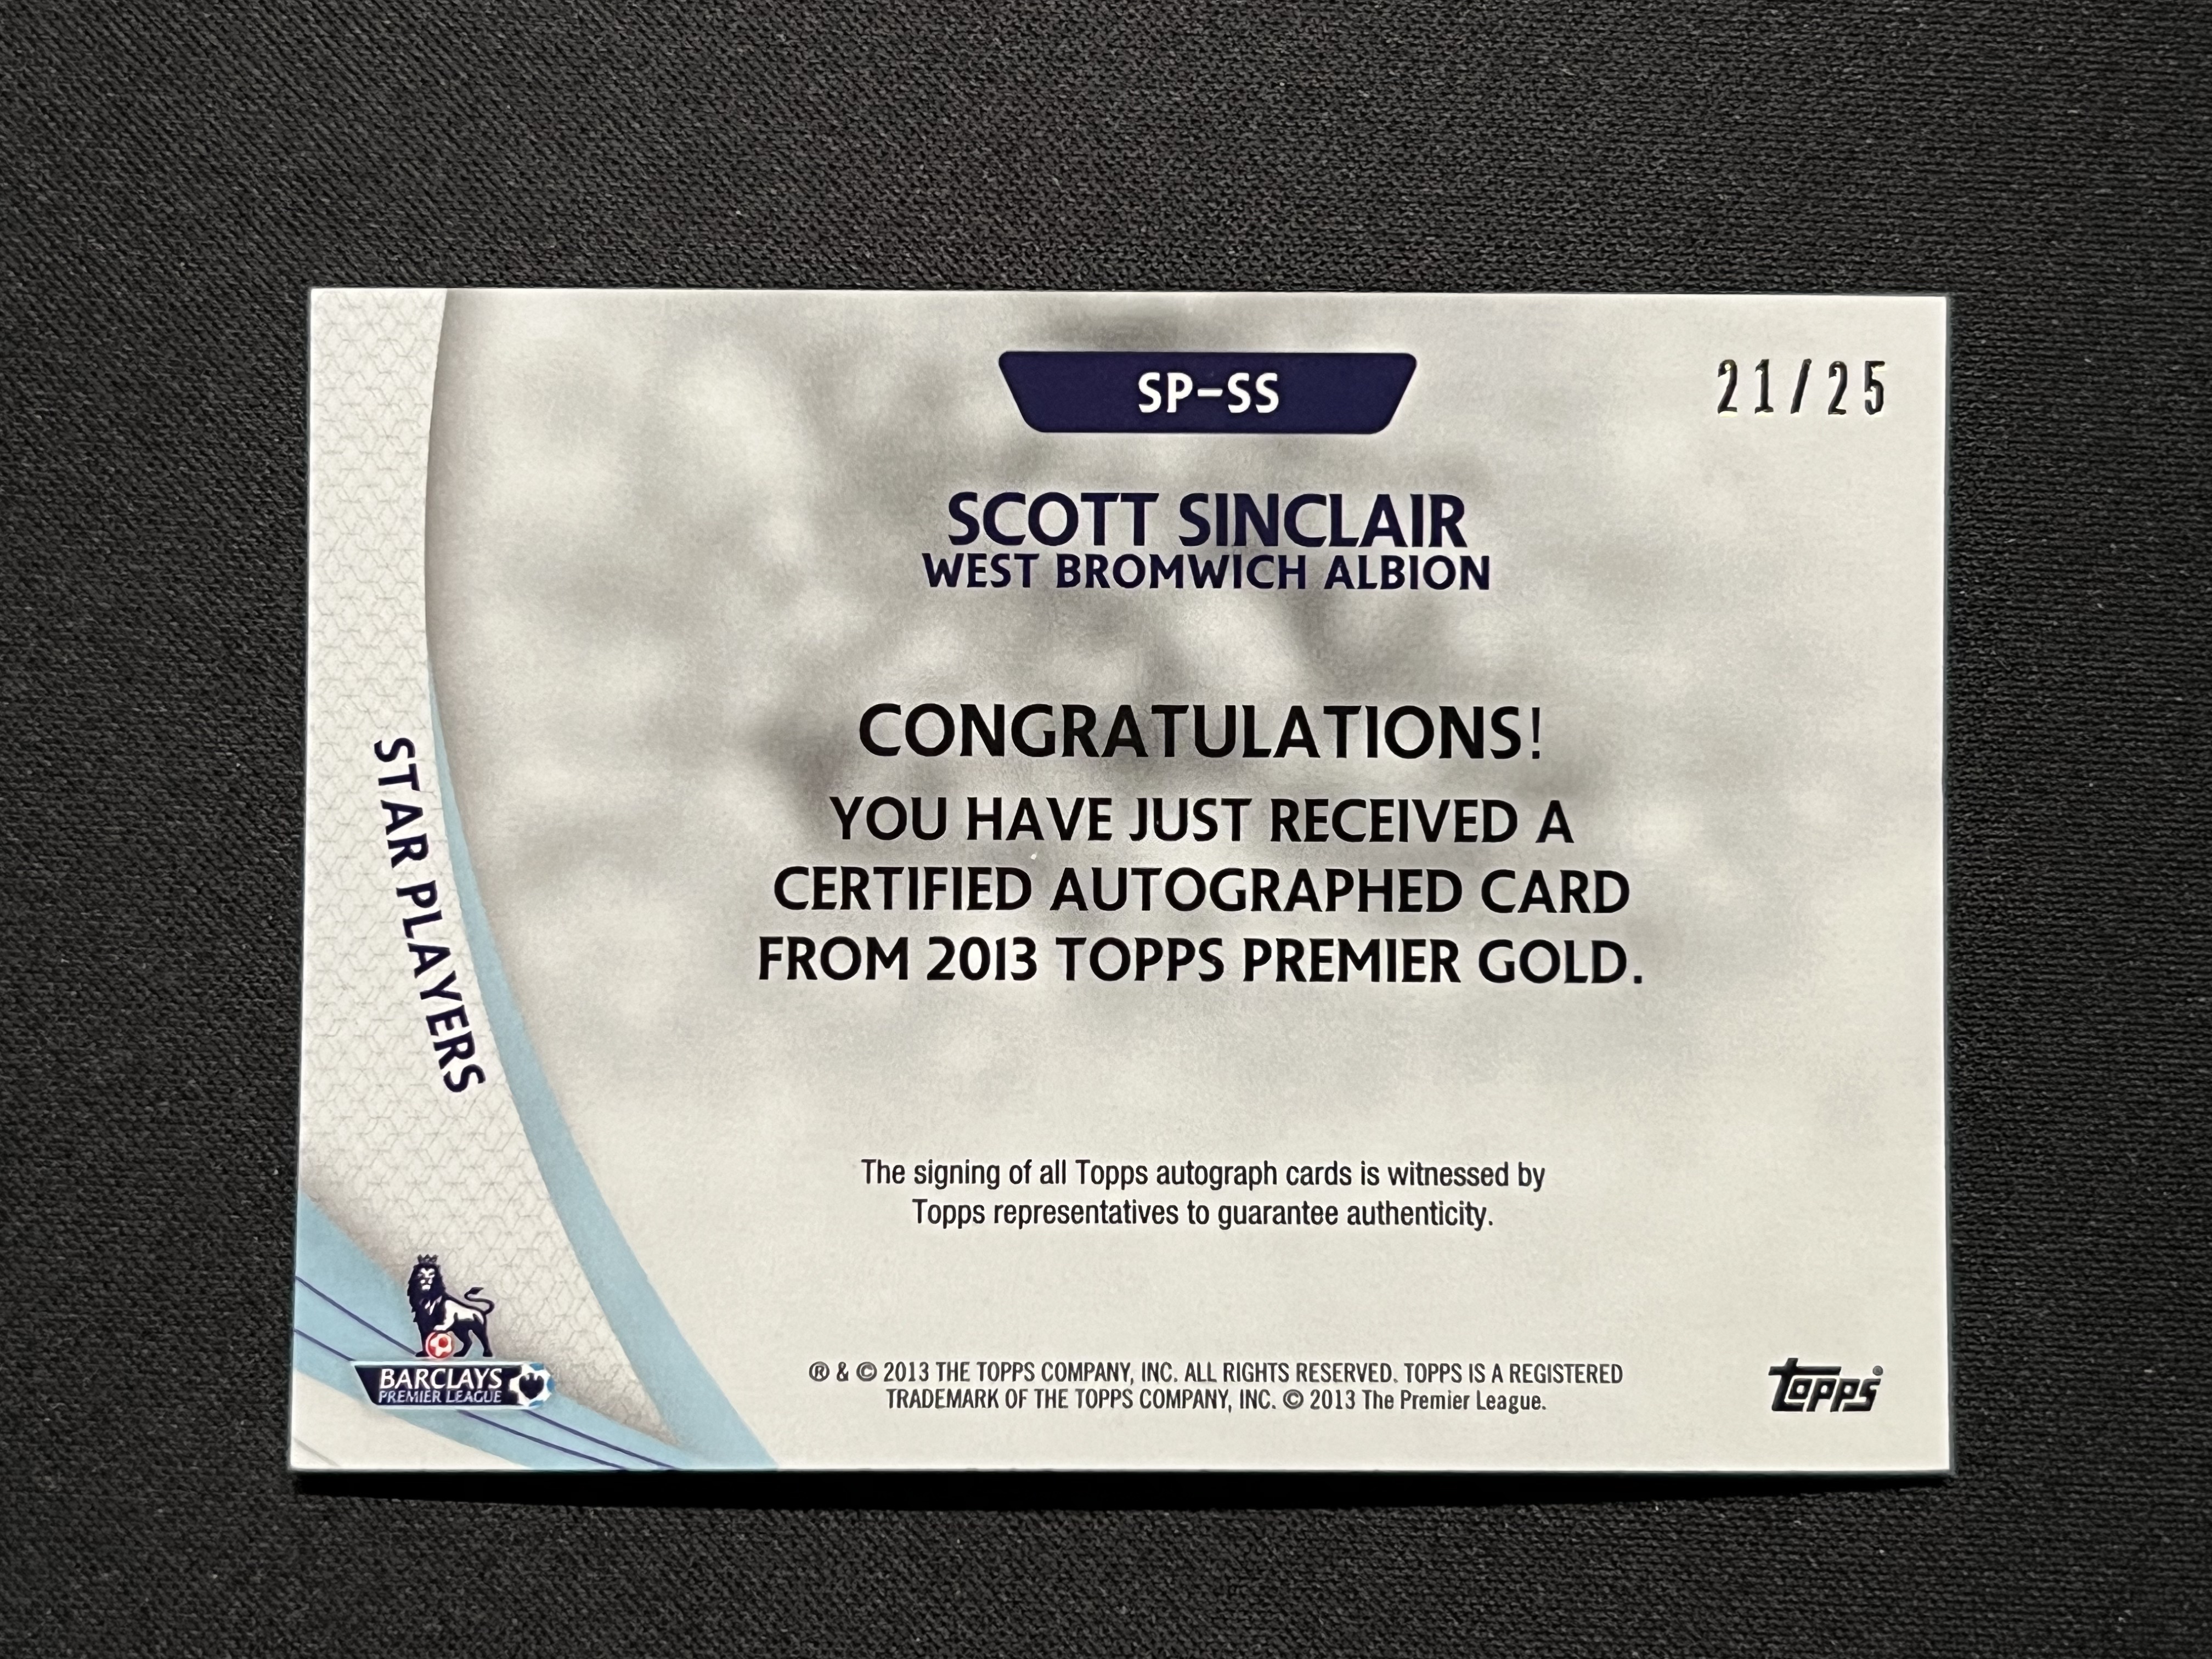 SP-SS
21/25
SCOTT SINCLAIR
WEST BROMWICH ALBION
CONGRATULATIONS!
YOU HAVE JUST RECEIVED A
CERTIFIED AUTOGRAPHED CARD
FROM 2013 TOPPS PREMIER GOLD.
STAR PLAYERS
The signing of all Topps autograph cards is witnessed by
Topps representatives to guarantee authenticity.
BARCLAYS
PREMIER LEAGUE
® & © 2013 THE TOPPS COMPANY, INC. ALL RIGHTS RESERVED. TOPPS IS A REGISTERED
TRADEMARK OF THE TOPPS COMPANY, INC. © 2013 The Premier League.
topps®